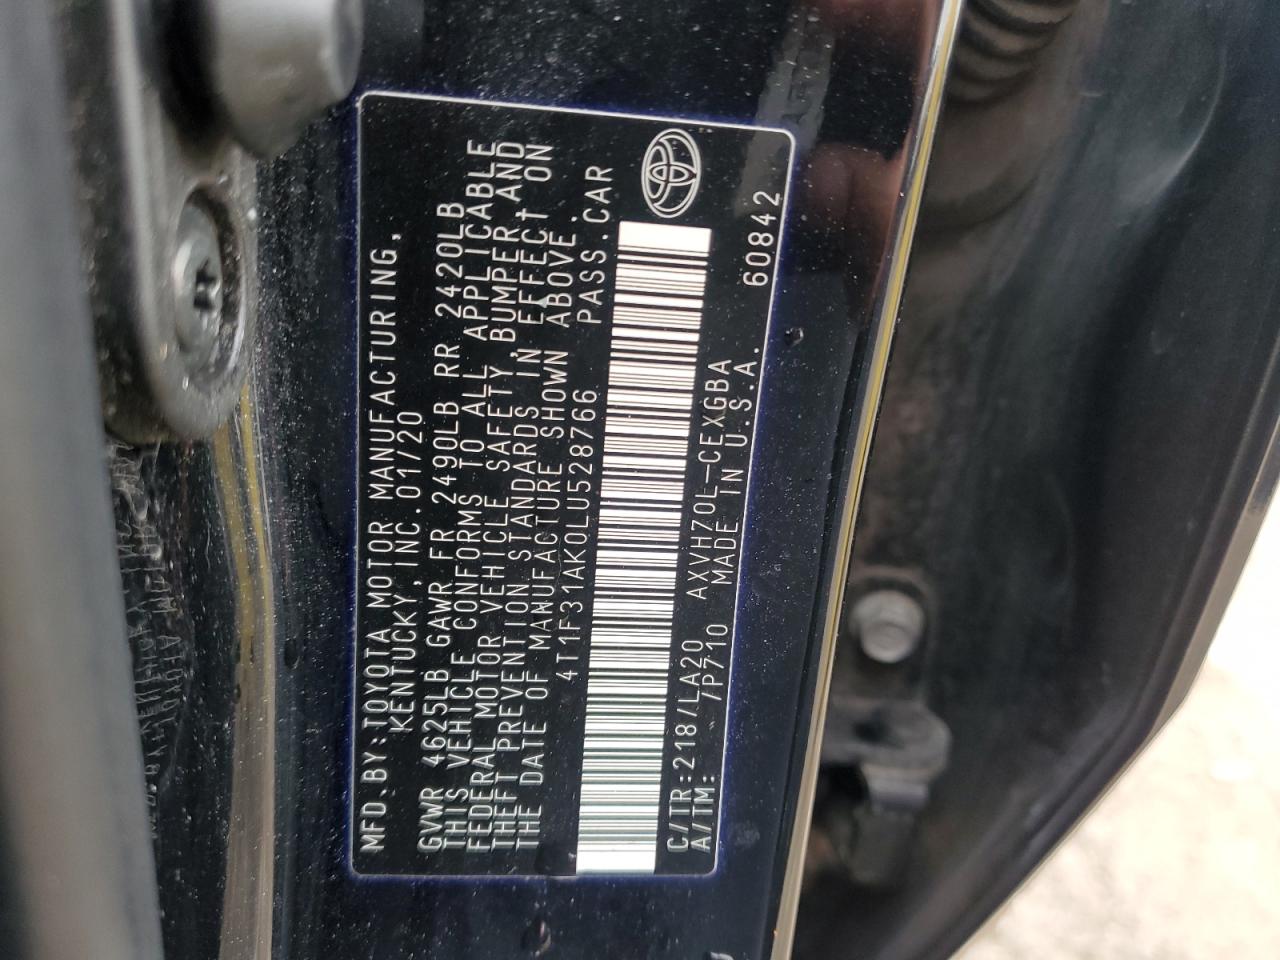 MFD.BY:TOYOTA MOTOR MANUFACTURING,
KENTUCKY,INC.01/20
GVWR 4625LB GAWR FR 2490LB RR 2420LB
THIS VEHICLE CONFORMS TO ALL APPLICABLE
FEDERAL MOTOR VEHICLE SAFETY,BUMPER,AND
THEFT PREVENTION STANDARDS IN EFFECT ON
THE DATE OF MANUFACTURE SHOWN ABOVE.
4T1F31AK0LU528766 PASS.CAR
C/TR:218/LA20 AXVH70L-CEXGBA
A/TM: /P710 MADE IN U.S.A.
60842